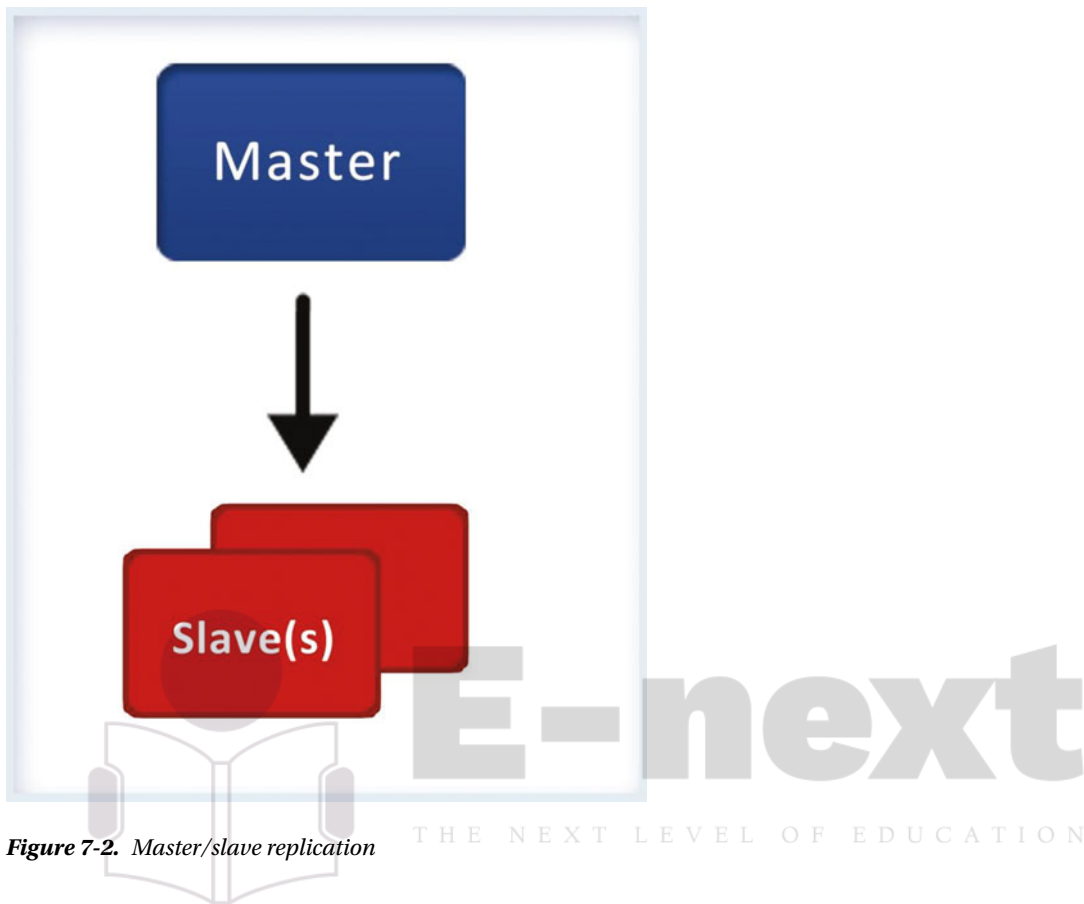 Master
Slave(s)
E-next
THE NEXT LEVEL OF EDUCATION
Figure 7-2. Master/slave replication